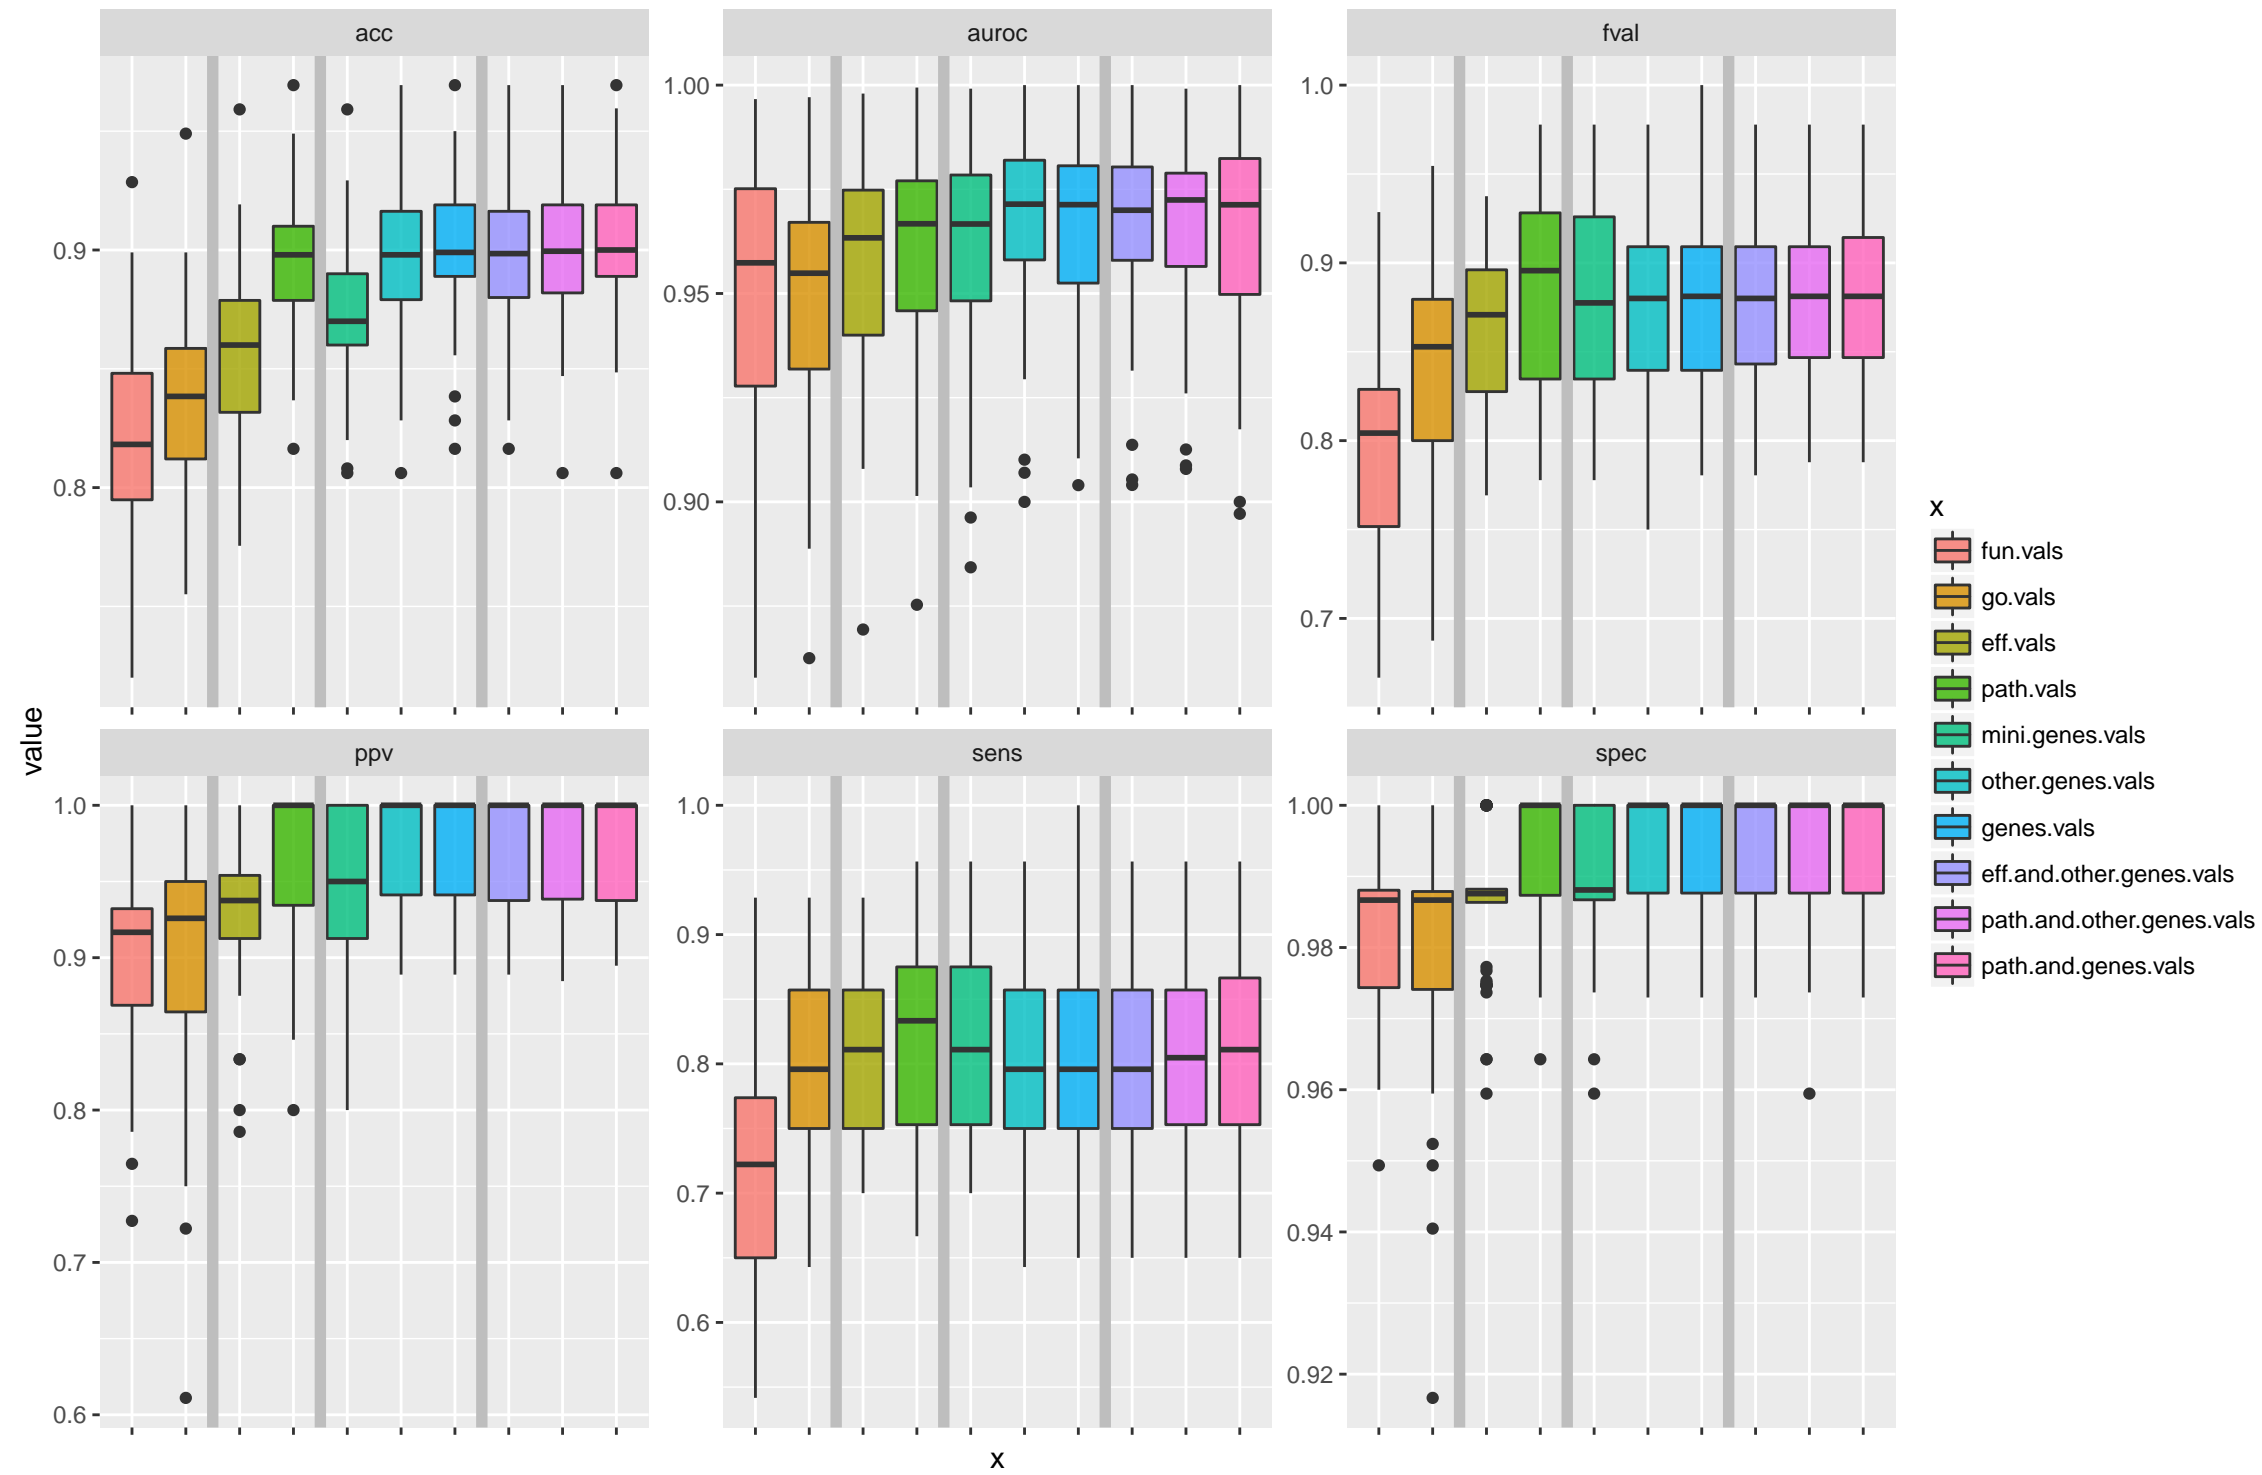 acc
auroc
fval
0.9
0.8
1.00
0.95
0.90
1.0
0.9
0.8
0.7
value
ppv
sens
spec
1.0
0.9
0.8
0.7
0.6
1.0
0.9
0.8
0.7
0.6
1.00
0.98
0.96
0.94
0.92
x
x
fun.vals
go.vals
eff.vals
path.vals
mini.genes.vals
other.genes.vals
genes.vals
eff.and.other.genes.vals
path.and.other.genes.vals
path.and.genes.vals